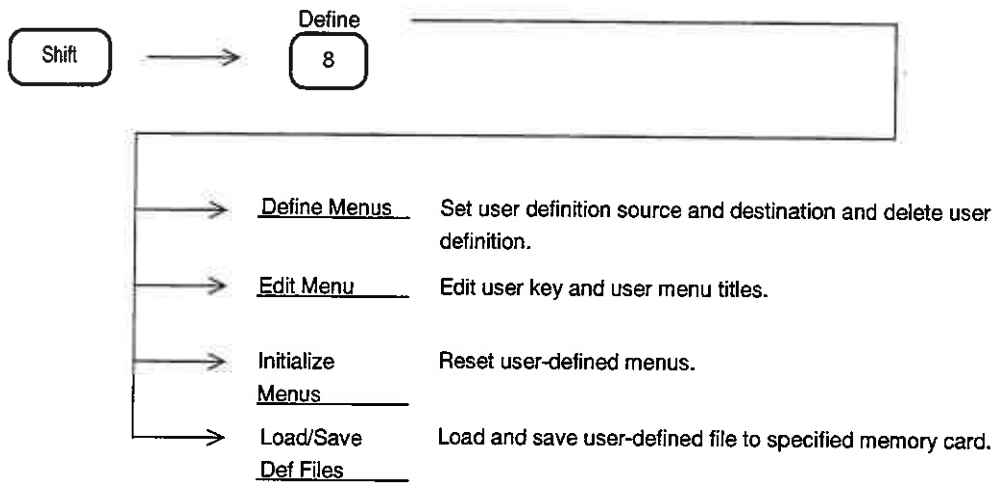 Define
Shift
8
Define Menus
Set user definition source and destination and delete user
definition.
Edit Menu
Edit user key and user menu titles.
Initialize
Menus
Reset user-defined menus.
Load/Save
Def Files
Load and save user-defined file to specified memory card.